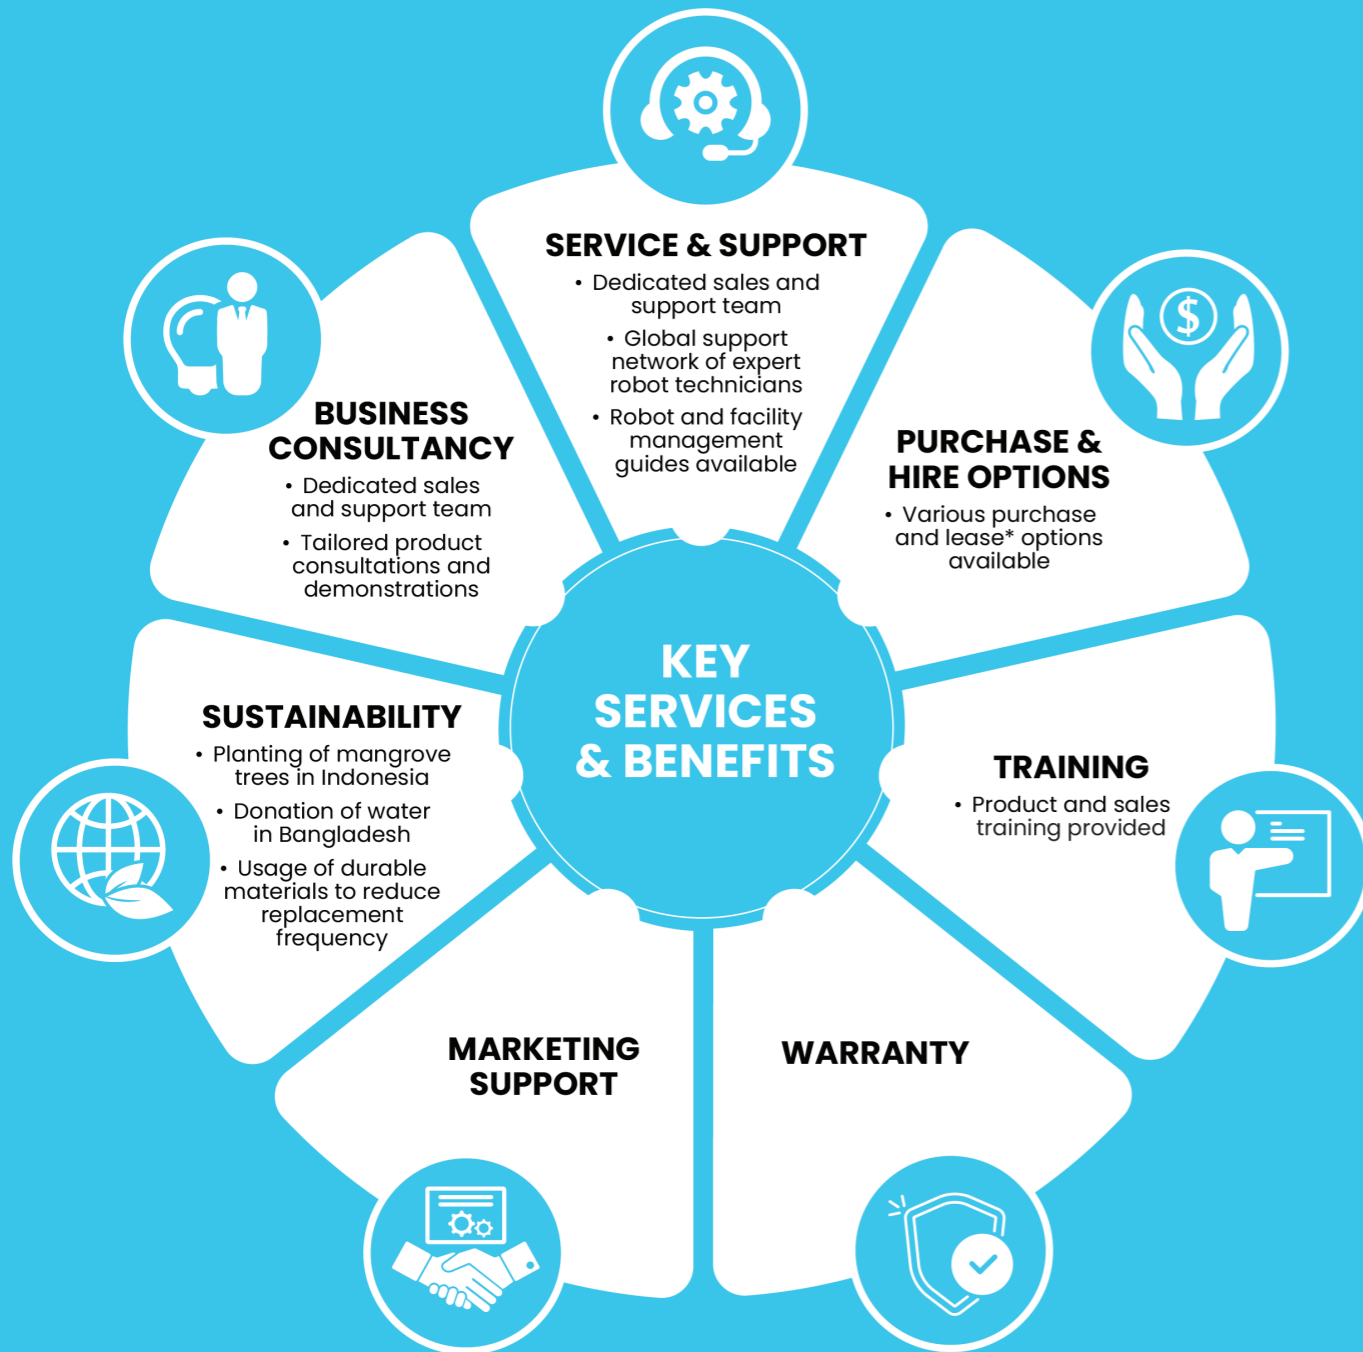 SERVICE & SUPPORT
• Dedicated sales and
support team
• Global support
network of expert
robot technicians
• Robot and facility
management
guides available
PURCHASE &
HIRE OPTIONS
• Various purchase
and lease* options
available
TRAINING
• Product and sales
training provided
WARRANTY
MARKETING
SUPPORT
SUSTAINABILITY
• Planting of mangrove
trees in Indonesia
• Donation of water
in Bangladesh
• Usage of durable
materials to reduce
replacement
frequency
BUSINESS
CONSULTANCY
• Dedicated sales
and support team
• Tailored product
consultations and
demonstrations
KEY
SERVICES
& BENEFITS
$